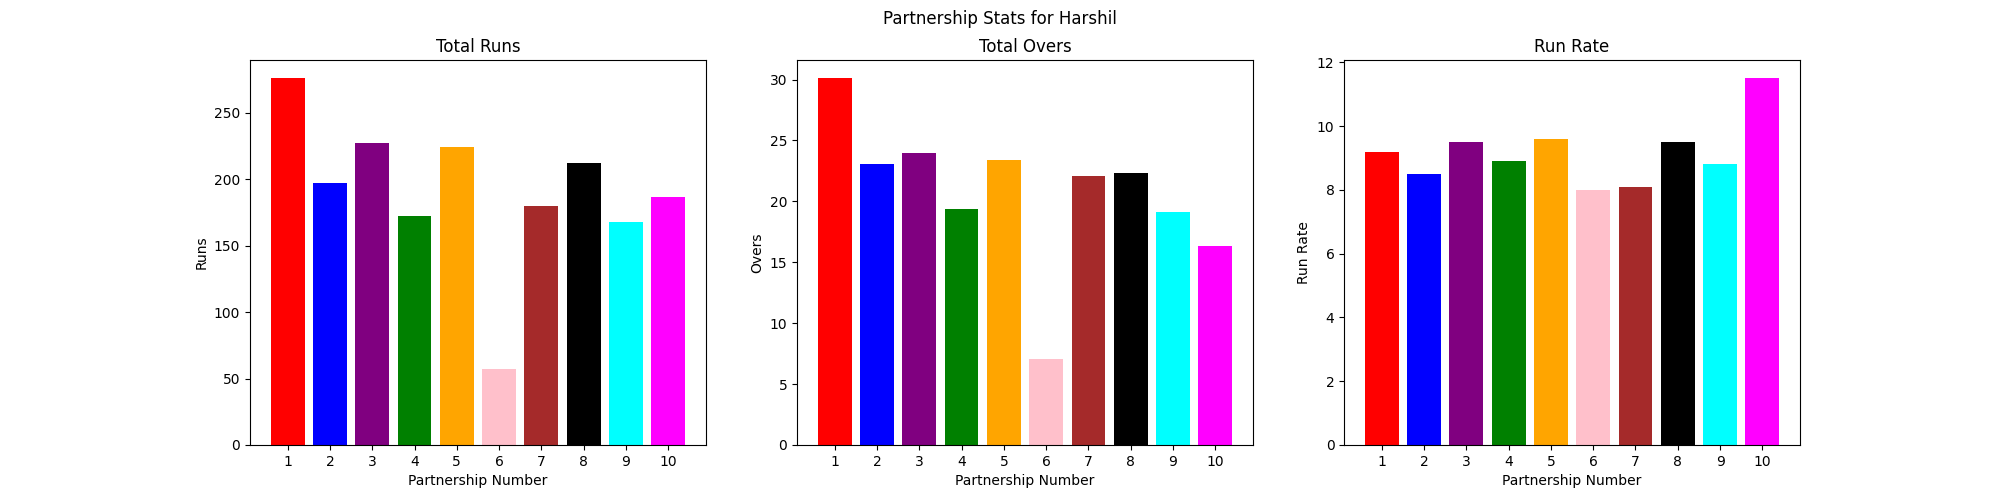 Partnership Stats for Harshil
Total Runs
Runs
250
200
150
100
50
0
1 2 3 4 5 6 7 8 9 10
Partnership Number
Total Overs
Overs
30
25
20
15
10
5
0
1 2 3 4 5 6 7 8 9 10
Partnership Number
Run Rate
Run Rate
12
10
8
6
4
2
0
1 2 3 4 5 6 7 8 9 10
Partnership Number